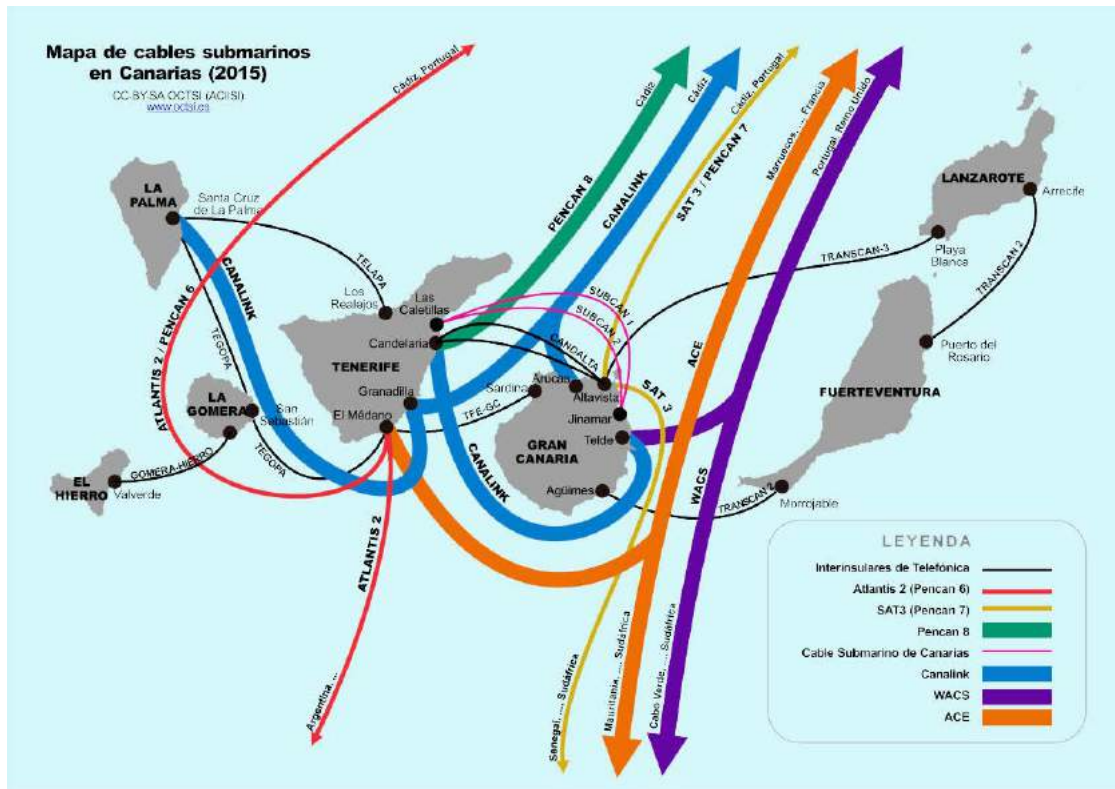 Mapa de cables submarinos
en Canarias (2015)
CC-BY-SA OCTSI (ACIISI)
www.octsi.es
Cádiz, Portugal
Cádiz
Cádiz
Cádiz, Portugal
Marruecos, ..., Francia
Portugal, Reino Unido
LA
PALMA
Santa Cruz
de La Palma
TELAPA
CANALINK
TEGOPA
ATLANTIS 2 / PENCAN 6
PENCAN 8
CANALINK
SAT 3 / PENCAN 7
LANZAROTE
Arrecife
Playa
Blanca
TRANSCAN-3
TRANSCAN 2
Los
Realejos
Las
Caletillas
Candelaria
TENERIFE
Granadilla
El Médano
SUBCAN 1
SUBCAN 2
CANDALTA
ACE
Puerto del
Rosario
FUERTEVENTURA
Sardina
Arucas
Altavista
SAT 3
Jinamar
Telde
TFE-GC
GRAN
CANARIA
Agüimes
CANALINK
WACS
TRANSCAN 2
Morrojable
LA
GOMERA
San
Sebastián
TEGOPA
GOMERA-HIERRO
EL
HIERRO
Valverde
ATLANTIS 2
Argentina, ...
Senegal, ..., Sudáfrica
Mauritania, ..., Sudáfrica
Cabo Verde, ..., Sudáfrica
LEYENDA
Interinsulares de Telefónica
Atlantis 2 (Pencan 6)
SAT3 (Pencan 7)
Pencan 8
Cable Submarino de Canarias
Canalink
WACS
ACE